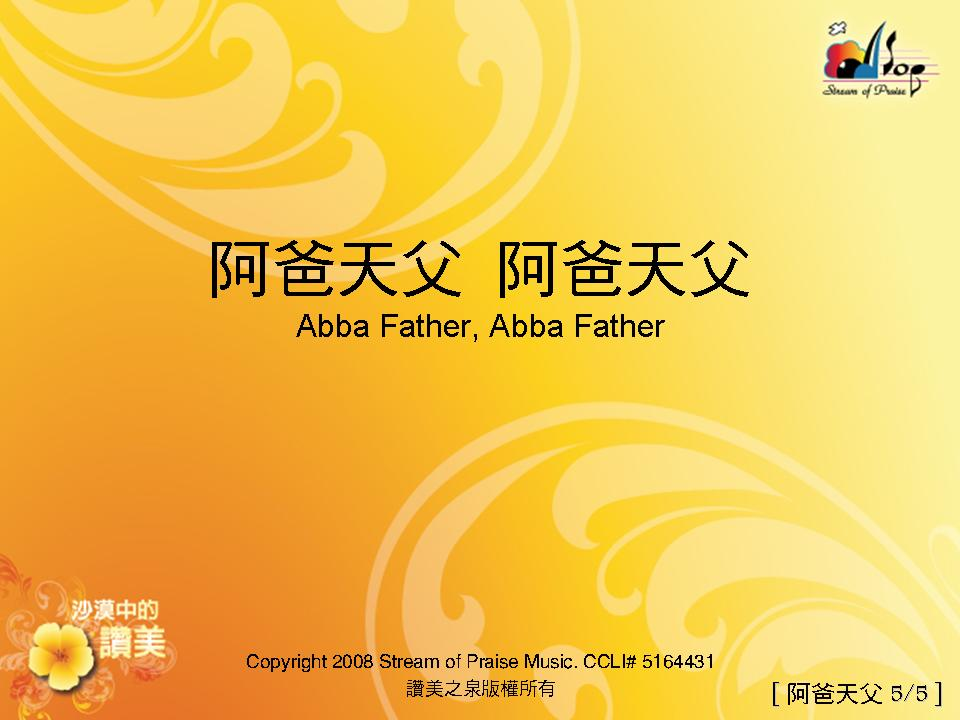 Sop
Stream of Praise
阿爸天父 阿爸天父
Abba Father, Abba Father
沙漠中的
讚美
Copyright 2008 Stream of Praise Music. CCLI# 5164431
讚美之泉版權所有
[ 阿爸天父 5/5 ]